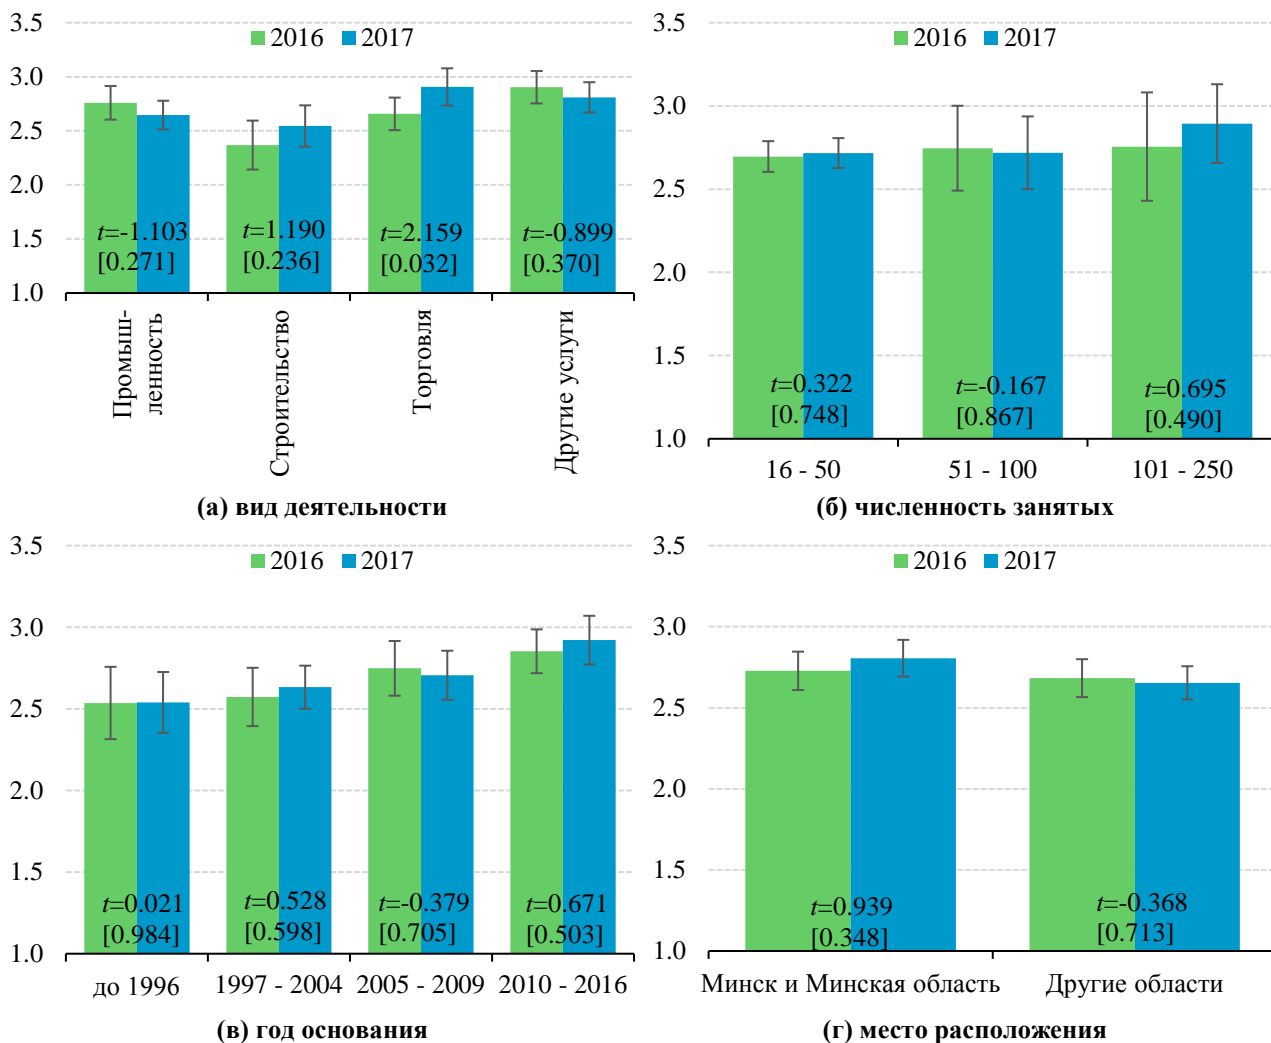 3.5
3.0
2.5
2.0
1.5
1.0
2016 2017
t=-1.103
[0.271]
t=1.190
[0.236]
t=2.159
[0.032]
t=-0.899
[0.370]
Промыш-
ленность
Строительство
Торговля
Другие услуги
(а) вид деятельности
3.5
3.0
2.5
2.0
1.5
1.0
2016 2017
t=0.322
[0.748]
t=-0.167
[0.867]
t=0.695
[0.490]
16 - 50
51 - 100
101 - 250
(б) численность занятых
3.5
3.0
2.5
2.0
1.5
1.0
2016 2017
t=0.021
[0.984]
t=0.528
[0.598]
t=-0.379
[0.705]
t=0.671
[0.503]
до 1996
1997 - 2004
2005 - 2009
2010 - 2016
(в) год основания
3.5
3.0
2.5
2.0
1.5
1.0
2016 2017
t=0.939
[0.348]
t=-0.368
[0.713]
Минск и Минская область
Другие области
(г) место расположения